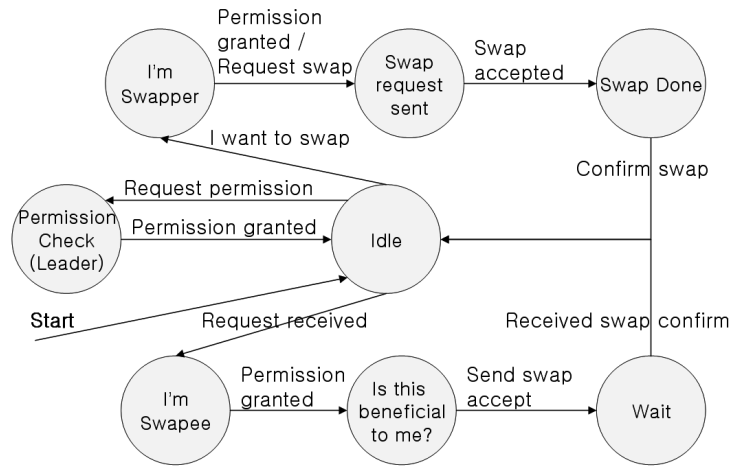 Permission
granted /
Request swap
I'm
Swapper
Swap
request
sent
Swap
accepted
Swap Done
I want to swap
Confirm swap
Request permission
Permission
Check
(Leader)
Permission granted
Idle
Start
Request received
Received swap confirm
I'm
Swapee
Permission
granted
Is this
beneficial
to me?
Send swap
accept
Wait